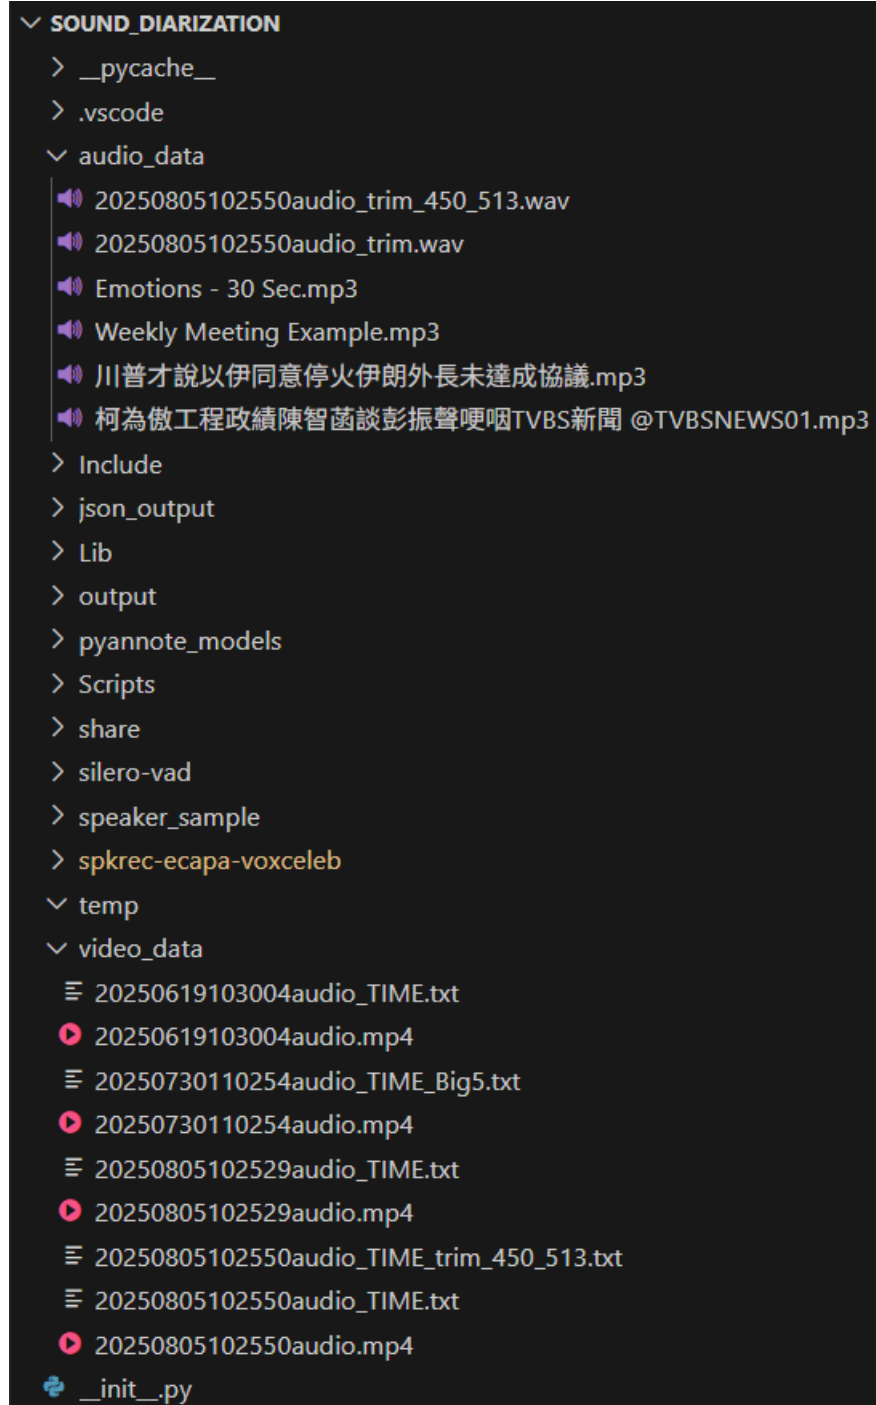 SOUND_DIARIZATION
__pycache__
.vscode
audio_data
20250805102550audio_trim_450_513.wav
20250805102550audio_trim.wav
Emotions - 30 Sec.mp3
Weekly Meeting Example.mp3
川普才說以伊同意停火伊朗外長未達成協議.mp3
柯為傲工程政績陳智菡談彭振聲哽咽TVBS新聞 @TVBSNEWS01.mp3
Include
json_output
Lib
output
pyannote_models
Scripts
share
silero-vad
speaker_sample
spkrec-ecapa-voxceleb
temp
video_data
20250619103004audio_TIME.txt
20250619103004audio.mp4
20250730110254audio_TIME_Big5.txt
20250730110254audio.mp4
20250805102529audio_TIME.txt
20250805102529audio.mp4
20250805102550audio_TIME_trim_450_513.txt
20250805102550audio_TIME.txt
20250805102550audio.mp4
__init__.py